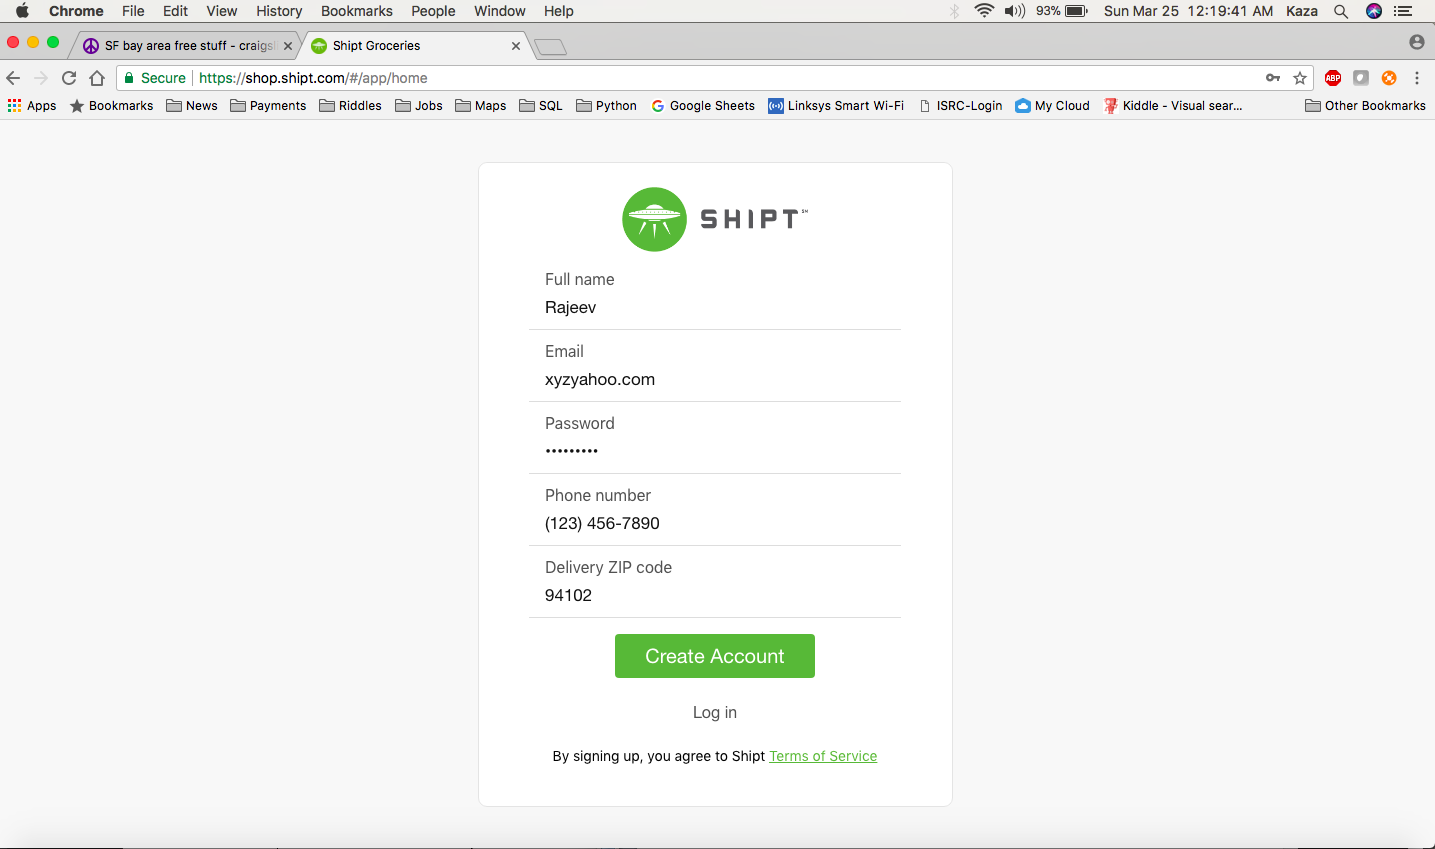 Chrome File Edit View History Bookmarks People Window Help 93% Sun Mar 25 12:19:41 AM Kaza
SF bay area free stuff - craigsl Shipt Groceries
Secure https://shop.shipt.com/#/app/home ABP
Apps Bookmarks News Payments Riddles Jobs Maps SQL Python Google Sheets Linksys Smart Wi-Fi ISRC-Login My Cloud Kiddle - Visual sear... Other Bookmarks
SHIPT℠
Full name
Rajeev
Email
xyzyahoo.com
Password
•••••••••
Phone number
(123) 456-7890
Delivery ZIP code
94102
Create Account
Log in
By signing up, you agree to Shipt Terms of Service